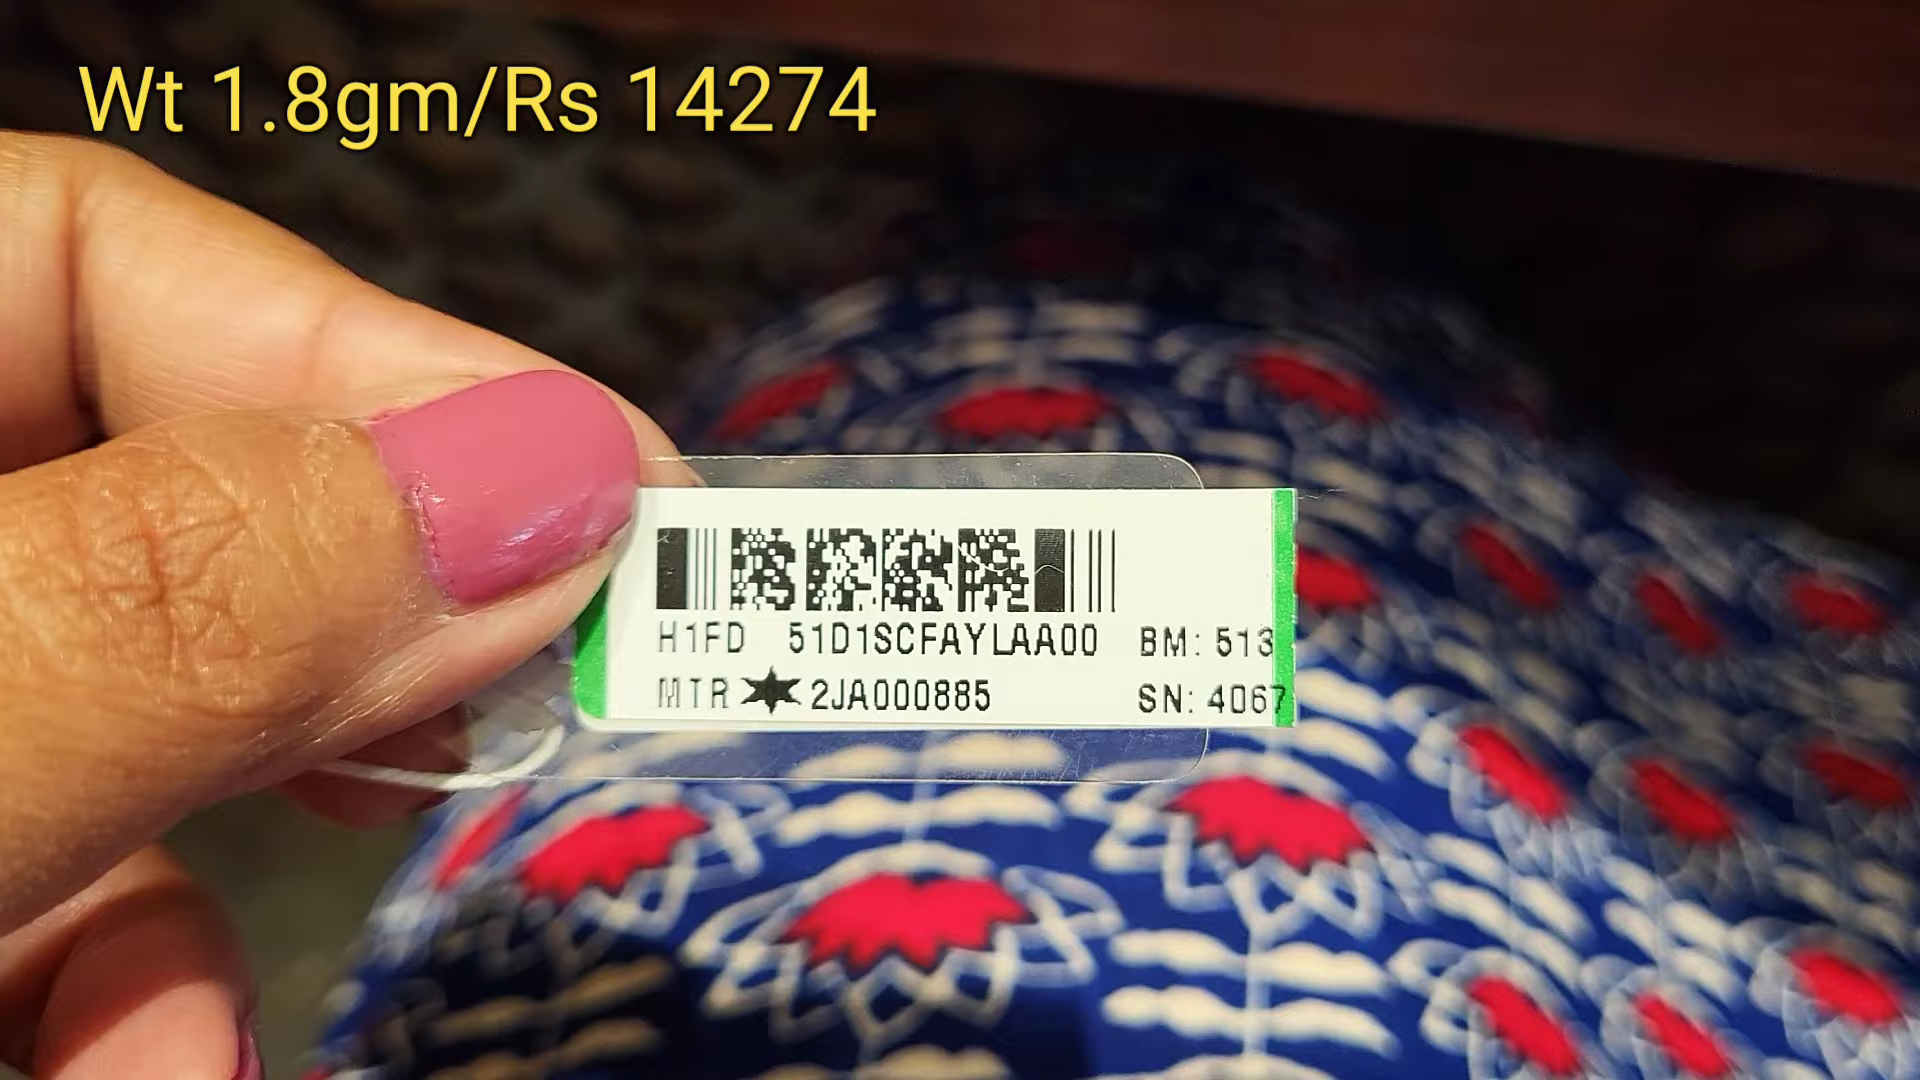 Wt 1.8gm/Rs 14274
H1FD 51D1SCFAYLAA00 BM: 513
MTR 2JA000885 SN: 4067